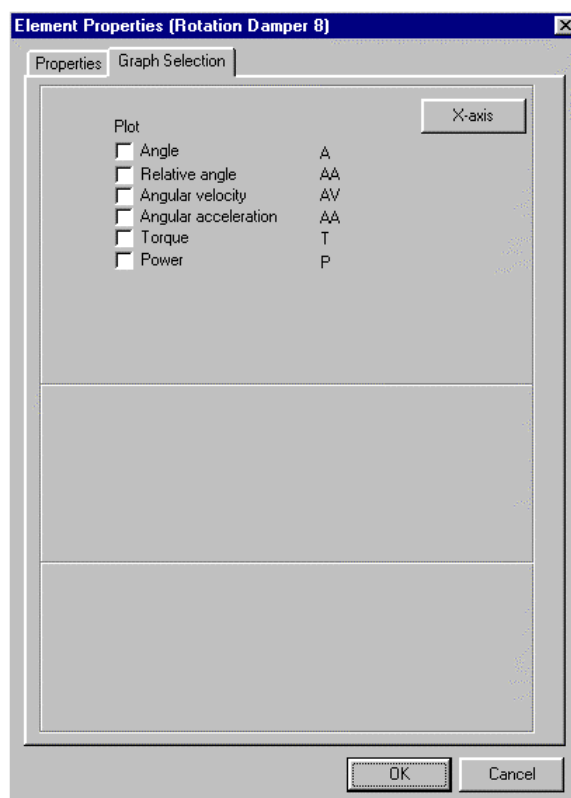 Element Properties (Rotation Damper 8)
Properties Graph Selection
X-axis
Plot
Angle A
Relative angle AA
Angular velocity AV
Angular acceleration AA
Torque T
Power P
OK Cancel